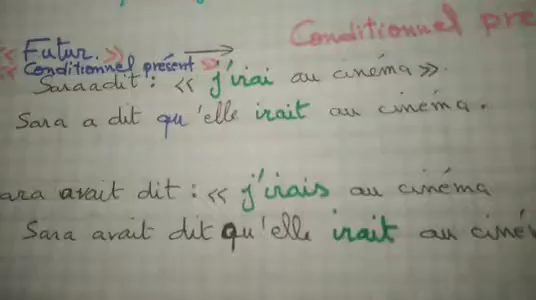 « Futur. » → Conditionnel pré
« Conditionnel présent »
Sara a dit : « j'irai au cinéma ».
Sara a dit qu'elle irait au cinéma.
ara avait dit : « j'irais au cinéma
Sara avait dit qu'elle irait au ciném